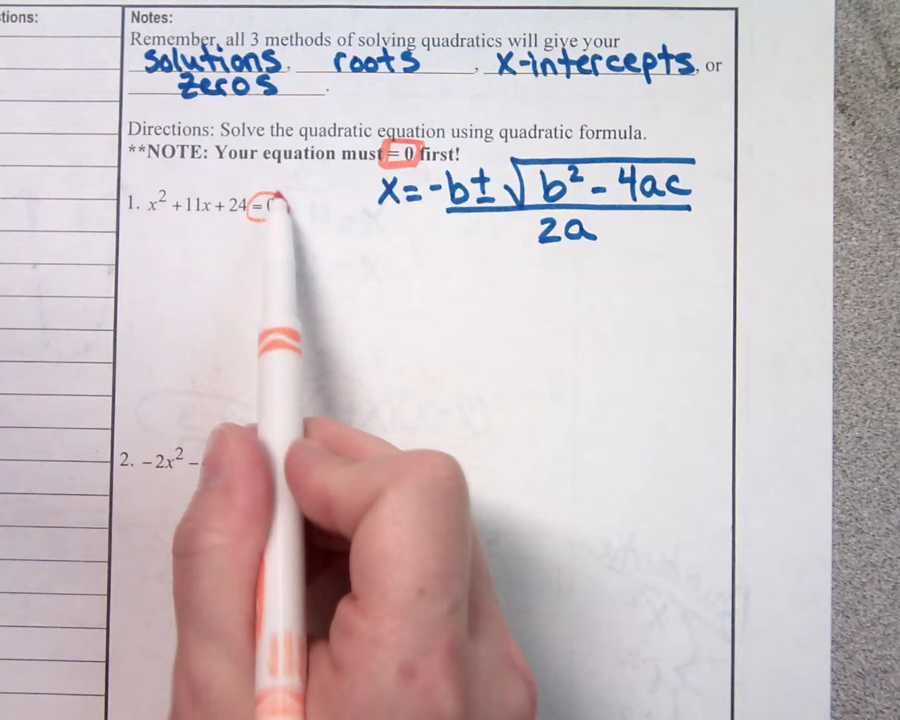 tions:
Notes:
Remember, all 3 methods of solving quadratics will give your
solutions, roots, x-intercepts, or
zeros.
Directions: Solve the quadratic equation using quadratic formula.
**NOTE: Your equation must = 0 first!
x = -b ± √b² - 4ac
2a
1. x² + 11x + 24 = 0
2. -2x² -